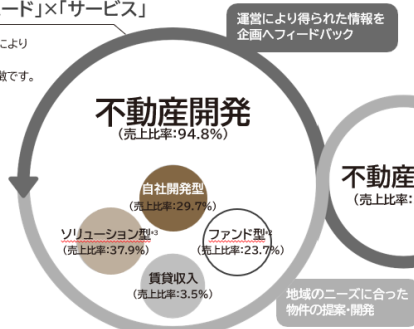 ード」×「サービス」
により
徴です。
運営により得られた情報を
企画へフィードバック
不動産開発
(売上比率:94.8%)
自社開発型
(売上比率:29.7%)
ソリューション型*3
(売上比率:37.9%)
ファンド型*2
(売上比率:23.7%)
賃貸収入
(売上比率:3.5%)
不動産
(売上比率:
地域のニーズに合った
物件の提案・開発